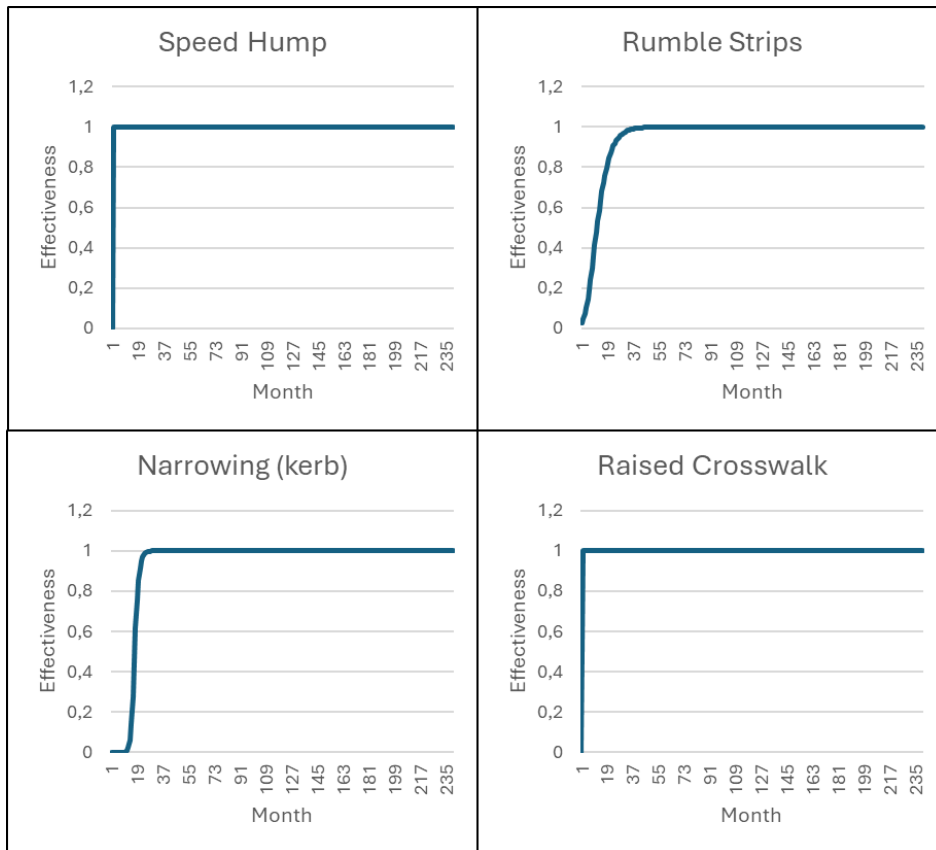 Speed Hump
1,2
1
0,8
0,6
0,4
0,2
0
Effectiveness
1 19 37 55 73 91 109 127 145 163 181 199 217 235
Month
Rumble Strips
1,2
1
0,8
0,6
0,4
0,2
0
Effectiveness
1 19 37 55 73 91 109 127 145 163 181 199 217 235
Month
Narrowing (kerb)
1,2
1
0,8
0,6
0,4
0,2
0
Effectiveness
1 19 37 55 73 91 109 127 145 163 181 199 217 235
Month
Raised Crosswalk
1,2
1
0,8
0,6
0,4
0,2
0
Effectiveness
1 19 37 55 73 91 109 127 145 163 181 199 217 235
Month